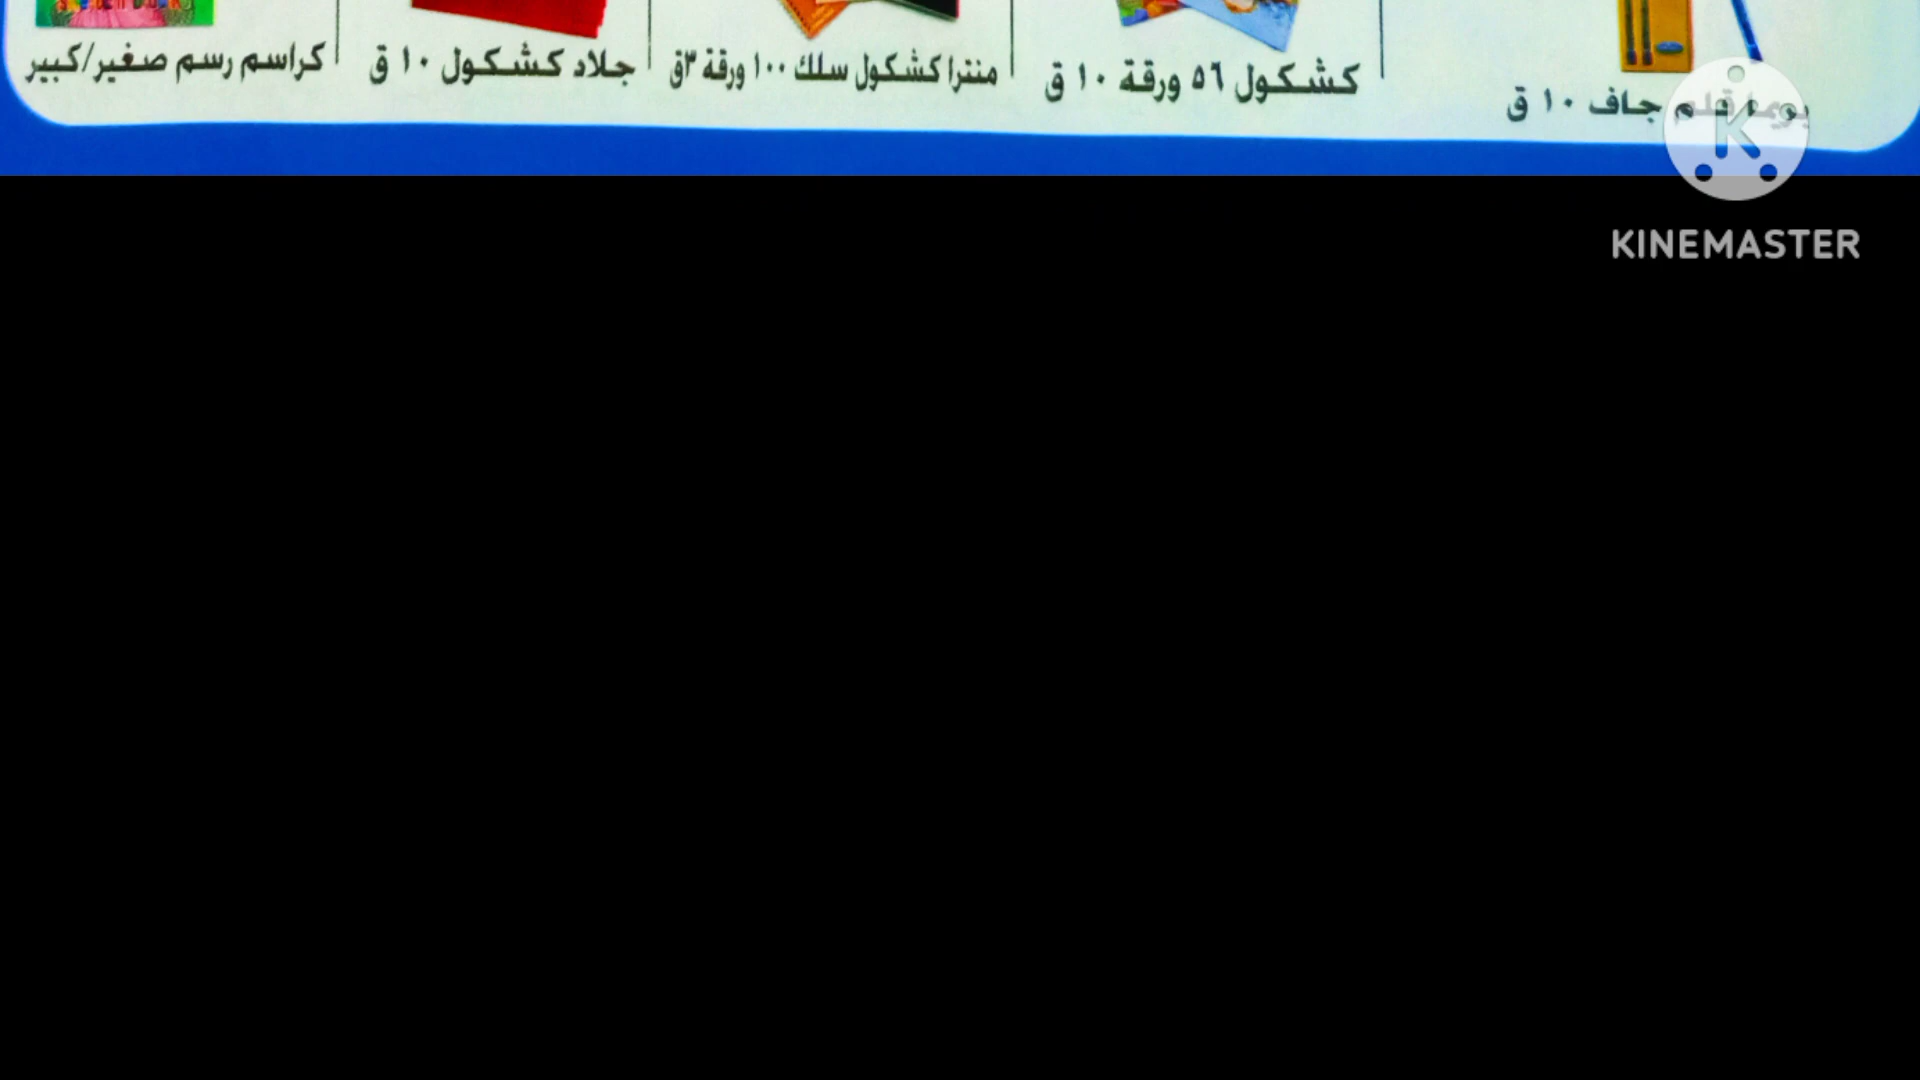 بوما قلم جاف ١٠ ق
كشكول ٥٦ ورقة ١٠ ق
منترا كشكول سلك ١٠٠ ورقة ٣ق
جلاد كشكول ١٠ ق
كراسم رسم صغير/كبير
KINEMASTER